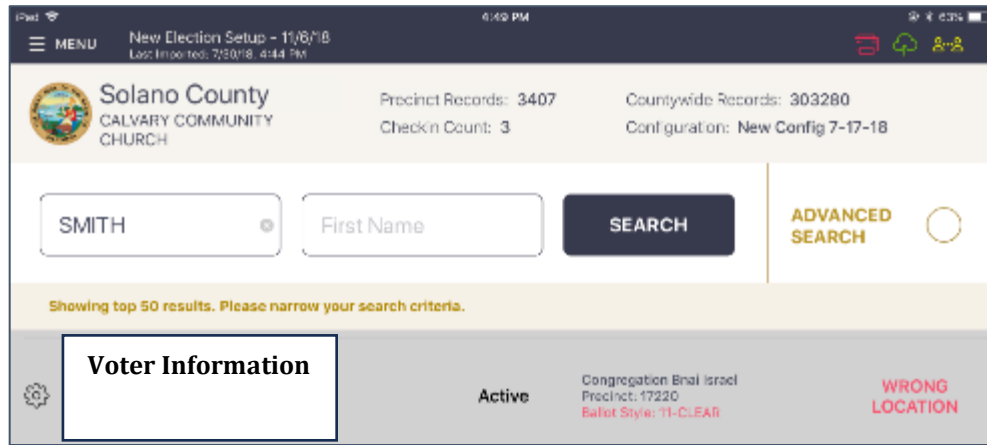 iPad 4:49 PM 63%
MENU New Election Setup - 11/6/18
Last Imported: 7/30/18, 4:44 PM
Solano County
CALVARY COMMUNITY
CHURCH
Precinct Records: 3407
Checkin Count: 3
Countywide Records: 303280
Configuration: New Config 7-17-18
SMITH
First Name
SEARCH
ADVANCED
SEARCH
Showing top 50 results. Please narrow your search criteria.
Voter Information
Active
Congregation Bnai Israel
Precinct: 17220
Ballot Style: 11-CLEAR
WRONG
LOCATION